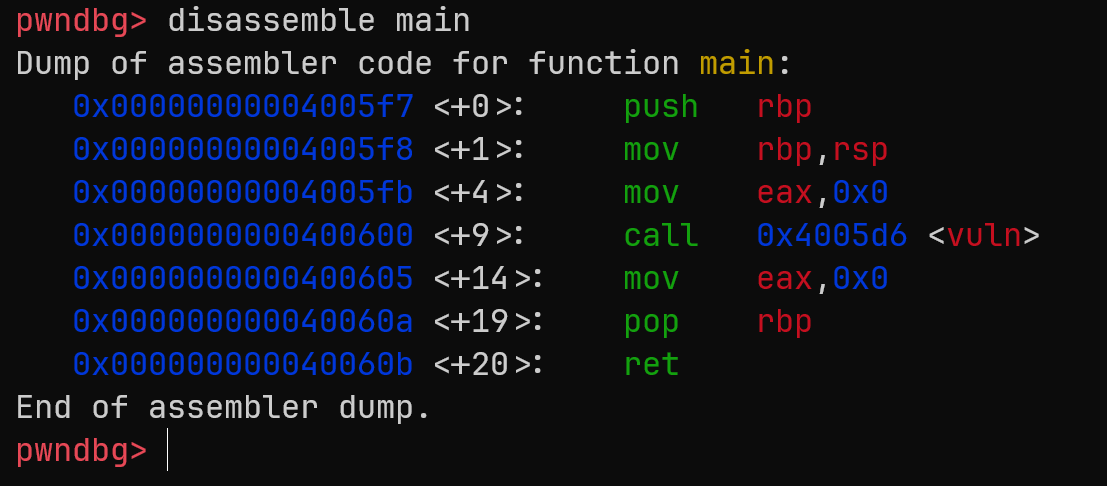 pwndbg> disassemble main
Dump of assembler code for function main:
0x00000000004005f7 <+0>: push rbp
0x00000000004005f8 <+1>: mov rbp,rsp
0x00000000004005fb <+4>: mov eax,0x0
0x0000000000400600 <+9>: call 0x4005d6 <vuln>
0x0000000000400605 <+14>: mov eax,0x0
0x000000000040060a <+19>: pop rbp
0x000000000040060b <+20>: ret
End of assembler dump.
pwndbg>